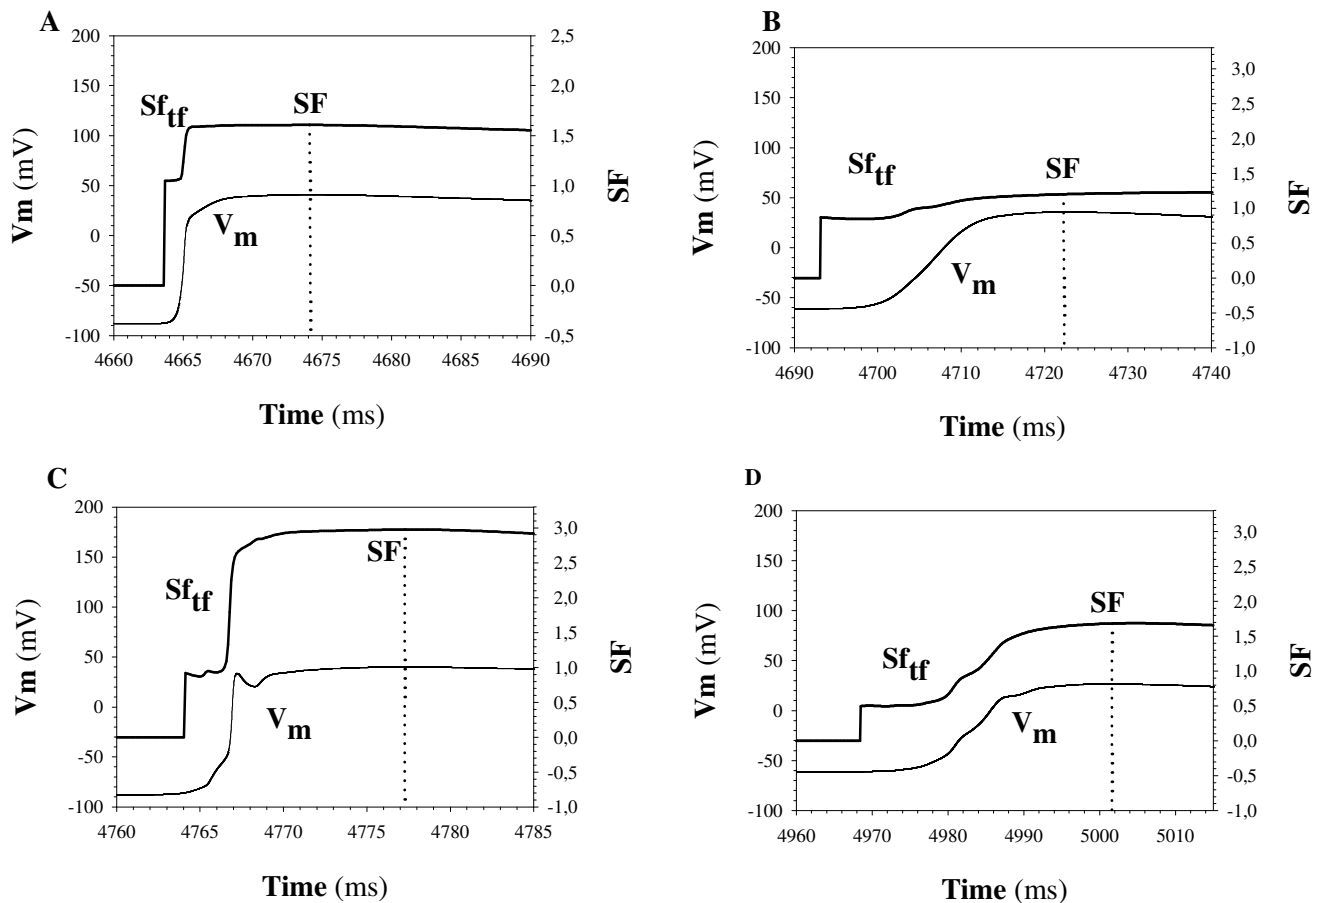 A
200
150
100
50
0
-50
-100
2,5
2,0
1,5
1,0
0,5
0,0
-0,5
4660 4665 4670 4675 4680 4685 4690
Vm (mV)
SF
Sftf
SF
Vm
Time (ms)
B
200
150
100
50
0
-50
-100
3,0
2,5
2,0
1,5
1,0
0,5
0,0
-0,5
-1,0
4690 4700 4710 4720 4730 4740
Vm (mV)
SF
Sftf
SF
Vm
Time (ms)
C
200
150
100
50
0
-50
-100
3,0
2,5
2,0
1,5
1,0
0,5
0,0
-0,5
-1,0
4760 4765 4770 4775 4780 4785
Vm (mV)
SF
Sftf
SF
Vm
Time (ms)
D
200
150
100
50
0
-50
-100
3,0
2,5
2,0
1,5
1,0
0,5
0,0
-0,5
-1,0
4960 4970 4980 4990 5000 5010
Vm (mV)
SF
Sftf
SF
Vm
Time (ms)